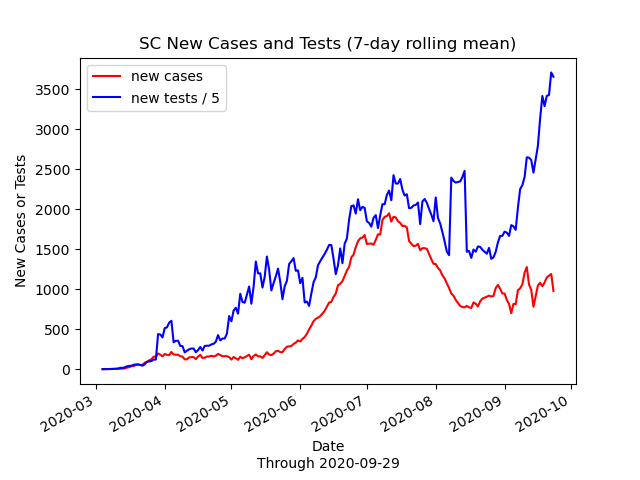 SC New Cases and Tests (7-day rolling mean)
new cases
new tests / 5
New Cases or Tests
3500
3000
2500
2000
1500
1000
500
0
2020-03
2020-04
2020-05
2020-06
2020-07
2020-08
2020-09
2020-10
Date
Through 2020-09-29